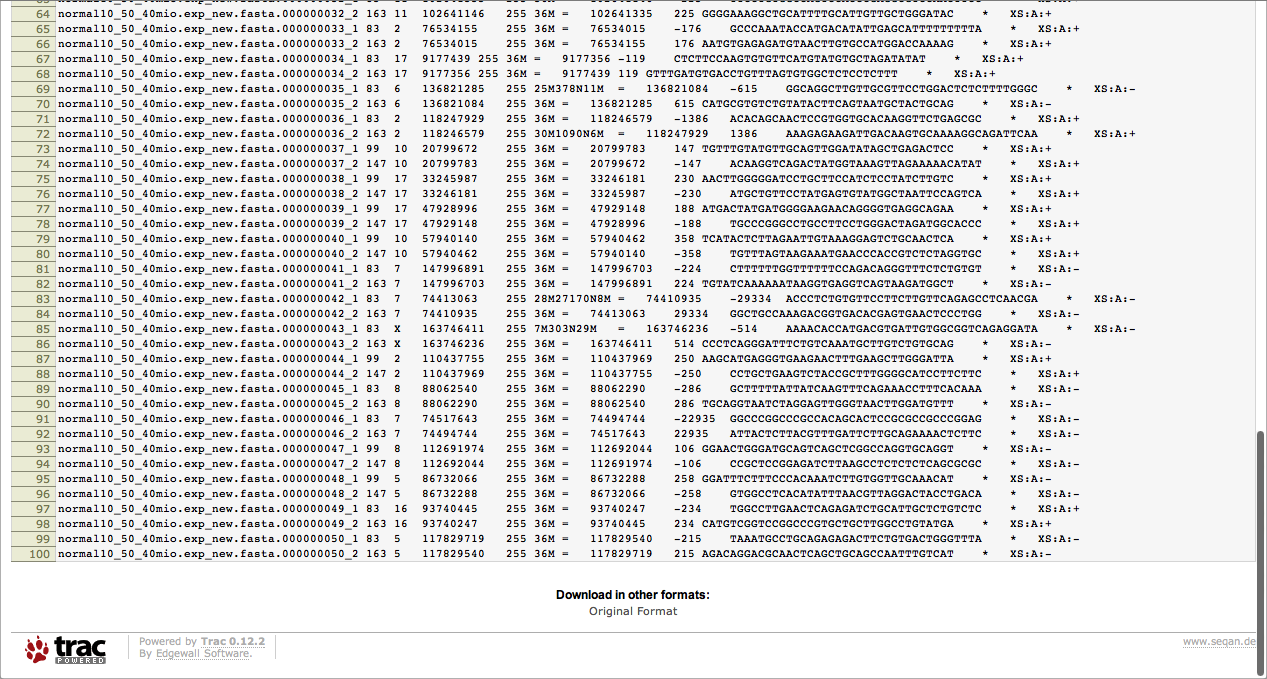 64 normal10_50_40mio.exp_new.fasta.000000032_2 163 11 102641146 255 36M = 102641335 225 GGGGAAAGGCTGCATTTTGCATTGTTGCTGGGATAC * XS:A:+
65 normal10_50_40mio.exp_new.fasta.000000033_1 83 2 76534155 255 36M = 76534015 -176 GCCCAAATACCATGACATATTGAGCATTTTTTTTTA * XS:A:+
66 normal10_50_40mio.exp_new.fasta.000000033_2 163 2 76534015 255 36M = 76534155 176 AATGTGAGAGATGTAACTTGTGCCATGGACCAAAAG * XS:A:+
67 normal10_50_40mio.exp_new.fasta.000000034_1 83 17 9177439 255 36M = 9177356 -119 CTCTTCCAAGTGTGTTCATGTATGTGCTAGATATAT * XS:A:+
68 normal10_50_40mio.exp_new.fasta.000000034_2 163 17 9177356 255 36M = 9177439 119 GTTTGATGTGACCTGTTTAGTGTGGCTCTCCTCTTT * XS:A:+
69 normal10_50_40mio.exp_new.fasta.000000035_1 83 6 136821285 255 25M378N11M = 136821084 -615 GGCAGGCTTGTTGCGTTCCTGGACTCTCTTTTGGGC * XS:A:-
70 normal10_50_40mio.exp_new.fasta.000000035_2 163 6 136821084 255 36M = 136821285 615 CATGCGTGTCTGTATACTTCAGTAATGCTACTGCAG * XS:A:+
71 normal10_50_40mio.exp_new.fasta.000000036_1 83 2 118247929 255 36M = 118246579 -1386 ACACAGCAACTCCGTGGTGCACAAGGTTCTGAGCGC * XS:A:+
72 normal10_50_40mio.exp_new.fasta.000000036_2 163 2 118246579 255 30M1090N6M = 118247929 1386 AAAGAGAAGATTGACAAGTGCAAAAGGCAGATTCAA * XS:A:+
73 normal10_50_40mio.exp_new.fasta.000000037_1 99 10 20799672 255 36M = 20799783 147 TGTTTGTATGTTGCAGTTGGATATAGCTGAGACTCC * XS:A:+
74 normal10_50_40mio.exp_new.fasta.000000037_2 147 10 20799783 255 36M = 20799672 -147 ACAAGGTCAGACTATGGTAAAGTTAGAAAAACATAT * XS:A:+
75 normal10_50_40mio.exp_new.fasta.000000038_1 99 17 33245987 255 36M = 33246181 230 AACTTGGGGGATCCTGCTTCCATCTCCTATCTTGTC * XS:A:+
76 normal10_50_40mio.exp_new.fasta.000000038_2 147 17 33246181 255 36M = 33245987 -230 ATGCTGTTCCTATGAGTGTATGGCTAATTCCAGTCA * XS:A:+
77 normal10_50_40mio.exp_new.fasta.000000039_1 99 17 47928996 255 36M = 47929148 188 ATGACTATGATGGGGAAGAACAGGGGTGAGGCAGAA * XS:A:+
78 normal10_50_40mio.exp_new.fasta.000000039_2 147 17 47929148 255 36M = 47928996 -188 TGCCCGGGCCTGCCTTCCTGGGACTAGATGGCACCC * XS:A:+
79 normal10_50_40mio.exp_new.fasta.000000040_1 99 10 57940140 255 36M = 57940462 358 TCATACTCTTAGAATTGTAAAGGAGTCTGCAACTCA * XS:A:+
80 normal10_50_40mio.exp_new.fasta.000000040_2 147 10 57940462 255 36M = 57940140 -358 TGTTTAGTAAGAAATGAACCCACCGTCTCTAGGTGC * XS:A:+
81 normal10_50_40mio.exp_new.fasta.000000041_1 83 7 147996891 255 36M = 147996703 -224 CTTTTTTGGTTTTTTCCAGACAGGGTTTCTCTGTGT * XS:A:-
82 normal10_50_40mio.exp_new.fasta.000000041_2 163 7 147996703 255 36M = 147996891 224 TGTATCAAAAAATAAGGTGAGGTCAGTAAGATGGCT * XS:A:-
83 normal10_50_40mio.exp_new.fasta.000000042_1 83 7 74413063 255 28M27170N8M = 74410935 -29334 ACCCTCTGTGTTCCTTCTTGTTCAGAGCCTCAACGA * XS:A:-
84 normal10_50_40mio.exp_new.fasta.000000042_2 163 7 74410935 255 36M = 74413063 29334 GGCTGCCAAAGACGGTGACACGAGTGAACTCCCTGG * XS:A:-
85 normal10_50_40mio.exp_new.fasta.000000043_1 83 X 163746411 255 7M303N29M = 163746236 -514 AAAACACCATGACGTGATTGTGGCGGTCAGAGGATA * XS:A:-
86 normal10_50_40mio.exp_new.fasta.000000043_2 163 X 163746236 255 36M = 163746411 514 CCCTCAGGGATTTCTGTCAAATGCTTGTCTGTGCAG * XS:A:-
87 normal10_50_40mio.exp_new.fasta.000000044_1 99 2 110437755 255 36M = 110437969 250 AAGCATGAGGGTGAAGAACTTTGAAGCTTGGGATTA * XS:A:+
88 normal10_50_40mio.exp_new.fasta.000000044_2 147 2 110437969 255 36M = 110437755 -250 CCTGCTGAAGTCTACCGCTTTGGGGCATCCTTCTTC * XS:A:+
89 normal10_50_40mio.exp_new.fasta.000000045_1 83 8 88062540 255 36M = 88062290 -286 GCTTTTTATTATCAAGTTTCAGAAACCTTTCACAAA * XS:A:-
90 normal10_50_40mio.exp_new.fasta.000000045_2 163 8 88062290 255 36M = 88062540 286 TGCAGGTAATCTAGGAGTTGGGTAACTTGGATGTTT * XS:A:-
91 normal10_50_40mio.exp_new.fasta.000000046_1 83 7 74517643 255 36M = 74494744 -22935 GGCCCGGCCCGCCACAGCACTCCGCGGCCGCCCGGAG * XS:A:-
92 normal10_50_40mio.exp_new.fasta.000000046_2 163 7 74494744 255 36M = 74517643 22935 ATTACTCTTACGTTTGATTCTTGCAGAAAACTCTTC * XS:A:-
93 normal10_50_40mio.exp_new.fasta.000000047_1 99 8 112691974 255 36M = 112692044 106 GGAACTGGGATGCAGTCAGCTCGGCCAGGTGCAGGT * XS:A:-
94 normal10_50_40mio.exp_new.fasta.000000047_2 147 8 112692044 255 36M = 112691974 -106 CCGCTCCGGAGATCTTAAGCCTCTCTCTCAGCGCGC * XS:A:-
95 normal10_50_40mio.exp_new.fasta.000000048_1 99 5 86732066 255 36M = 86732288 258 GGATTTCTTTCCCACAAATCTTGTGGTTGCAAACAT * XS:A:-
96 normal10_50_40mio.exp_new.fasta.000000048_2 147 5 86732288 255 36M = 86732066 -258 GTGGCCTCACATATTTAACGTTAGGACTACCTGACA * XS:A:-
97 normal10_50_40mio.exp_new.fasta.000000049_1 83 16 93740445 255 36M = 93740247 -234 TGGCCTTGAACTCAGAGATCTGCATTGCTCTGTCTC * XS:A:+
98 normal10_50_40mio.exp_new.fasta.000000049_2 163 16 93740247 255 36M = 93740445 234 CATGTCGGTCCGGCCCGTGCTGCTTGGCCTGTATGA * XS:A:+
99 normal10_50_40mio.exp_new.fasta.000000050_1 83 5 117829719 255 36M = 117829540 -215 TAAATGCCTGCAGAGAGACTTCTGTGACTGGGTTTA * XS:A:-
100 normal10_50_40mio.exp_new.fasta.000000050_2 163 5 117829540 255 36M = 117829719 215 AGACAGGACGCAACTCAGCTGCAGCCAATTTGTCAT * XS:A:-
Download in other formats:
Original Format
trac
POWERED
Powered by Trac 0.12.2
By Edgewall Software.
www.seqan.de